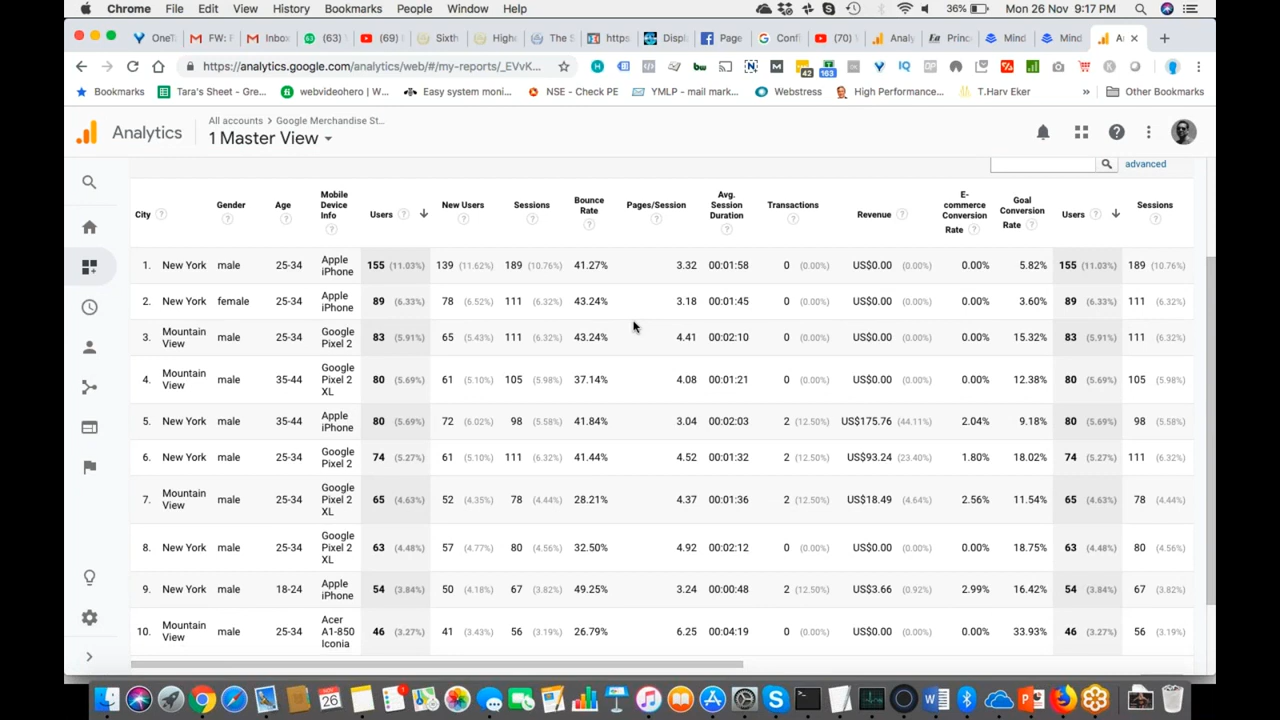 Chrome File Edit View History Bookmarks People Window Help 36% Mon 26 Nov 9:17 PM
OneT FW: F Inbox (63) (69) Sixth High The S https Displ Page Conf (70) Analy Princ Mind Mind
https://analytics.google.com/analytics/web/#/my-reports/_EVvK... 42 163
Bookmarks Tara's Sheet - Gre... webvideohero | W... Easy system moni... NSE - Check PE YMLP - mail mark... Webstress High Performance... T.Harv Eker » Other Bookmarks
Analytics
All accounts > Google Merchandise St...
1 Master View
advanced
City Gender Age Mobile Device Info Users New Users Sessions Bounce Rate Pages/Session Avg. Session Duration Transactions Revenue E-commerce Conversion Rate Goal Conversion Rate Users Sessions
1. New York male 25-34 Apple iPhone 155 (11.03%) 139 (11.62%) 189 (10.76%) 41.27% 3.32 00:01:58 0 (0.00%) US$0.00 (0.00%) 0.00% 5.82% 155 (11.03%) 189 (10.76%)
2. New York female 25-34 Apple iPhone 89 (6.33%) 78 (6.52%) 111 (6.32%) 43.24% 3.18 00:01:45 0 (0.00%) US$0.00 (0.00%) 0.00% 3.60% 89 (6.33%) 111 (6.32%)
3. Mountain View male 25-34 Google Pixel 2 83 (5.91%) 65 (5.43%) 111 (6.32%) 43.24% 4.41 00:02:10 0 (0.00%) US$0.00 (0.00%) 0.00% 15.32% 83 (5.91%) 111 (6.32%)
4. Mountain View male 35-44 Google Pixel 2 XL 80 (5.69%) 61 (5.10%) 105 (5.98%) 37.14% 4.08 00:01:21 0 (0.00%) US$0.00 (0.00%) 0.00% 12.38% 80 (5.69%) 105 (5.98%)
5. New York male 35-44 Apple iPhone 80 (5.69%) 72 (6.02%) 98 (5.58%) 41.84% 3.04 00:02:03 2 (12.50%) US$175.76 (44.11%) 2.04% 9.18% 80 (5.69%) 98 (5.58%)
6. New York male 25-34 Google Pixel 2 74 (5.27%) 61 (5.10%) 111 (6.32%) 41.44% 4.52 00:01:32 2 (12.50%) US$93.24 (23.40%) 1.80% 18.02% 74 (5.27%) 111 (6.32%)
7. Mountain View male 25-34 Google Pixel 2 XL 65 (4.63%) 52 (4.35%) 78 (4.44%) 28.21% 4.37 00:01:36 2 (12.50%) US$18.49 (4.64%) 2.56% 11.54% 65 (4.63%) 78 (4.44%)
8. New York male 25-34 Google Pixel 2 XL 63 (4.48%) 57 (4.77%) 80 (4.56%) 32.50% 4.92 00:02:12 0 (0.00%) US$0.00 (0.00%) 0.00% 18.75% 63 (4.48%) 80 (4.56%)
9. New York male 18-24 Apple iPhone 54 (3.84%) 50 (4.18%) 67 (3.82%) 49.25% 3.24 00:00:48 2 (12.50%) US$3.66 (0.92%) 2.99% 16.42% 54 (3.84%) 67 (3.82%)
10. Mountain View male 25-34 Acer A1-850 Iconia 46 (3.27%) 41 (3.43%) 56 (3.19%) 26.79% 6.25 00:04:19 0 (0.00%) US$0.00 (0.00%) 0.00% 33.93% 46 (3.27%) 56 (3.19%)